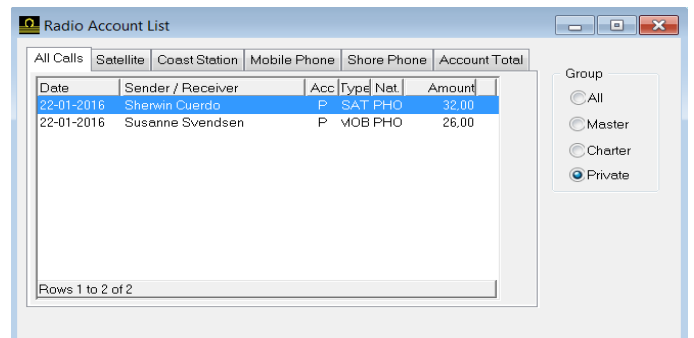 Radio Account List
All Calls Satellite Coast Station Mobile Phone Shore Phone Account Total
Group
All
Master
Charter
Private
Date Sender / Receiver Acc Type Nat. Amount
22-01-2016 Sherwin Cuerdo P SAT PHO 32,00
22-01-2016 Susanne Svendsen P MOB PHO 26,00
Rows 1 to 2 of 2